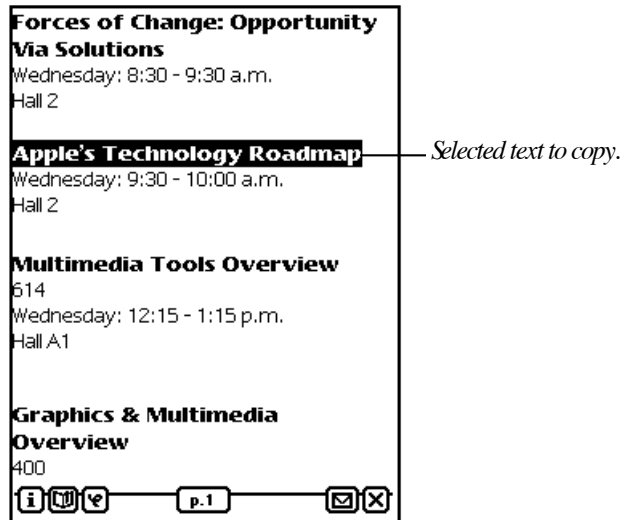 Forces of Change: Opportunity
Via Solutions
Wednesday: 8:30 - 9:30 a.m.
Hall 2
Apple's Technology Roadmap
Selected text to copy.
Wednesday: 9:30 - 10:00 a.m.
Hall 2
Multimedia Tools Overview
614
Wednesday: 12:15 - 1:15 p.m.
Hall A1
Graphics & Multimedia
Overview
400
i
p.1